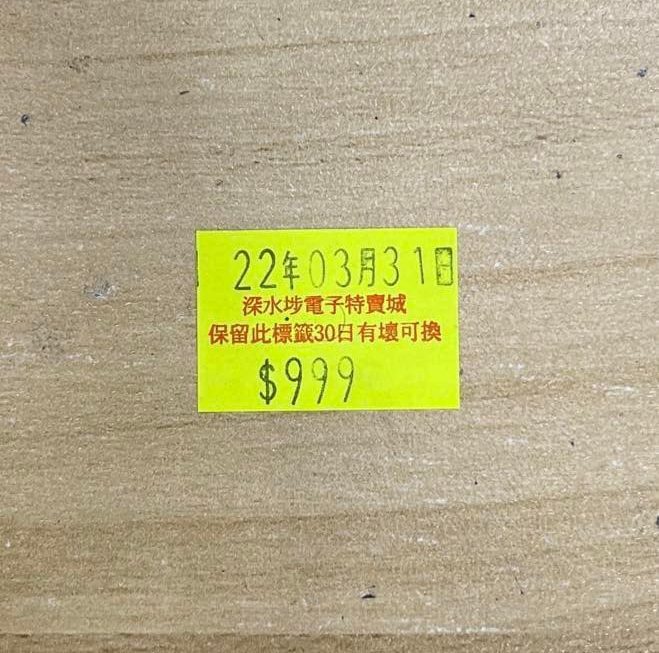 22年03月31日
深水埗電子特賣城
保留此標籤30日有壞可換
$999